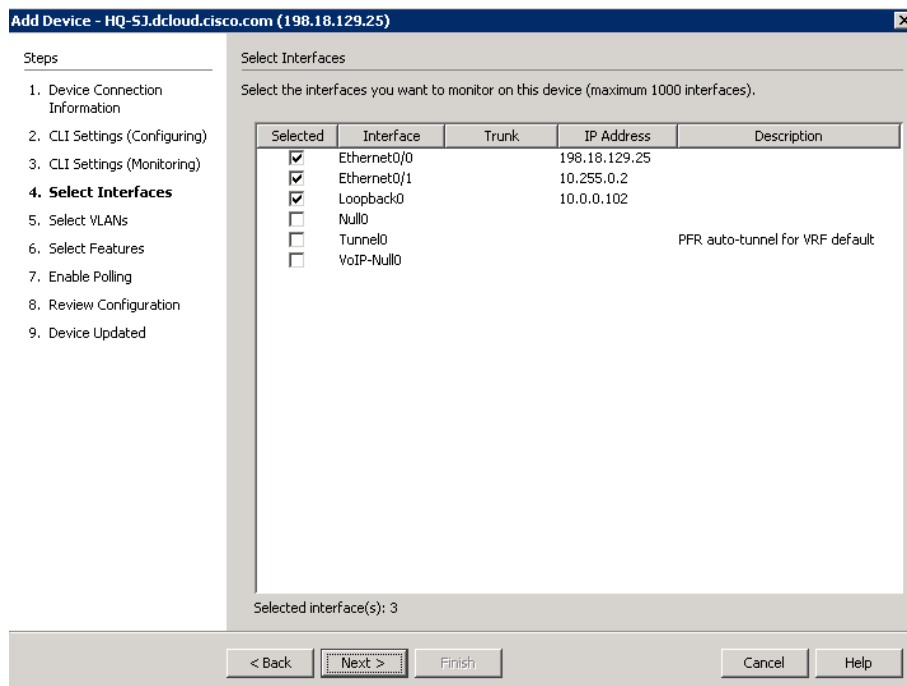 Add Device - HQ-SJ.dcloud.cisco.com (198.18.129.25)
Steps
1. Device Connection
Information
2. CLI Settings (Configuring)
3. CLI Settings (Monitoring)
4. Select Interfaces
5. Select VLANs
6. Select Features
7. Enable Polling
8. Review Configuration
9. Device Updated
Select Interfaces
Select the interfaces you want to monitor on this device (maximum 1000 interfaces).
Selected Interface Trunk IP Address Description
Ethernet0/0 198.18.129.25
Ethernet0/1 10.255.0.2
Loopback0 10.0.0.102
Null0
Tunnel0 PFR auto-tunnel for VRF default
VoIP-Null0
Selected interface(s): 3
< Back Next > Finish Cancel Help